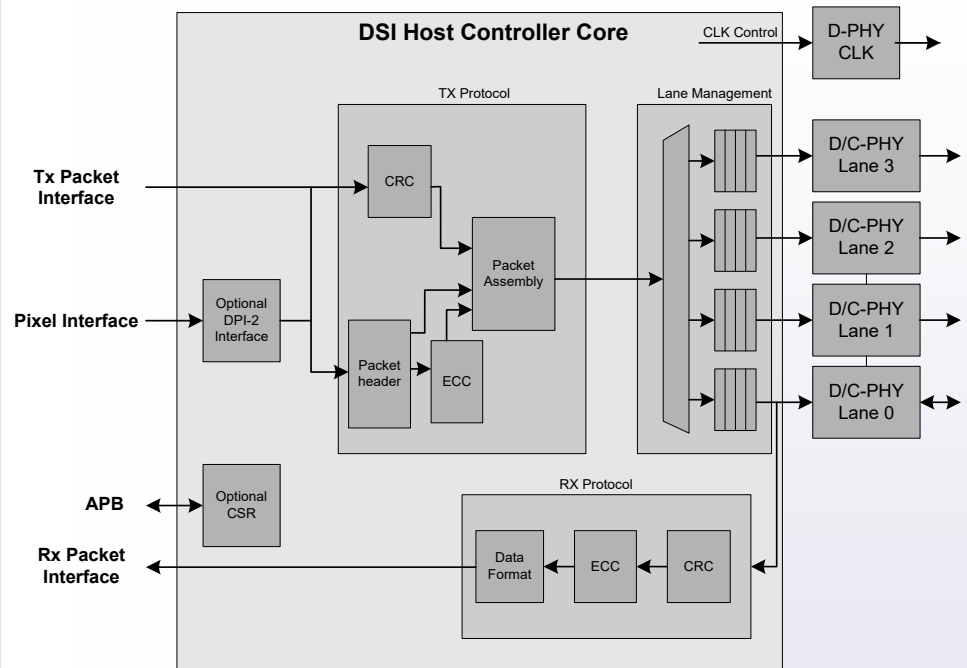 DSI Host Controller Core
CLK Control
D-PHY
CLK
TX Protocol
Lane Management
Tx Packet
Interface
CRC
Packet
Assembly
D/C-PHY
Lane 3
D/C-PHY
Lane 2
Pixel Interface
Optional
DPI-2
Interface
Packet
header
ECC
D/C-PHY
Lane 1
D/C-PHY
Lane 0
APB
Optional
CSR
RX Protocol
Rx Packet
Interface
Data
Format
ECC
CRC